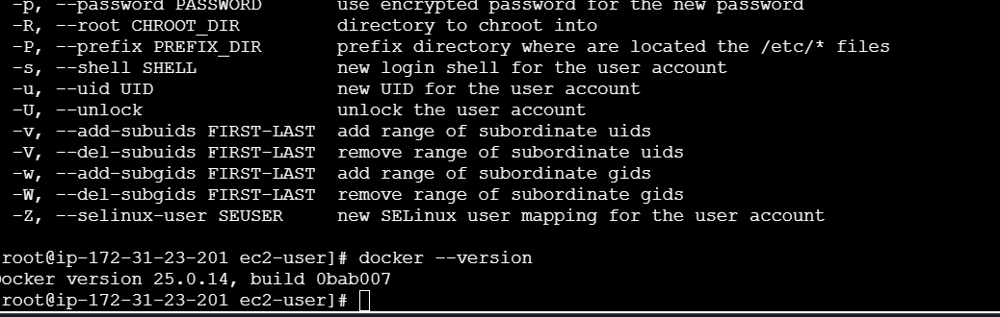 -p, --password PASSWORD       use encrypted password for the new password
-R, --root CHROOT_DIR         directory to chroot into
-P, --prefix PREFIX_DIR       prefix directory where are located the /etc/* files
-s, --shell SHELL             new login shell for the user account
-u, --uid UID                 new UID for the user account
-U, --unlock                  unlock the user account
-v, --add-subuids FIRST-LAST  add range of subordinate uids
-V, --del-subuids FIRST-LAST  remove range of subordinate uids
-w, --add-subgids FIRST-LAST  add range of subordinate gids
-W, --del-subgids FIRST-LAST  remove range of subordinate gids
-Z, --selinux-user SEUSER     new SELinux user mapping for the user account
root@ip-172-31-23-201 ec2-user]# docker --version
Docker version 25.0.14, build 0bab007
root@ip-172-31-23-201 ec2-user]#